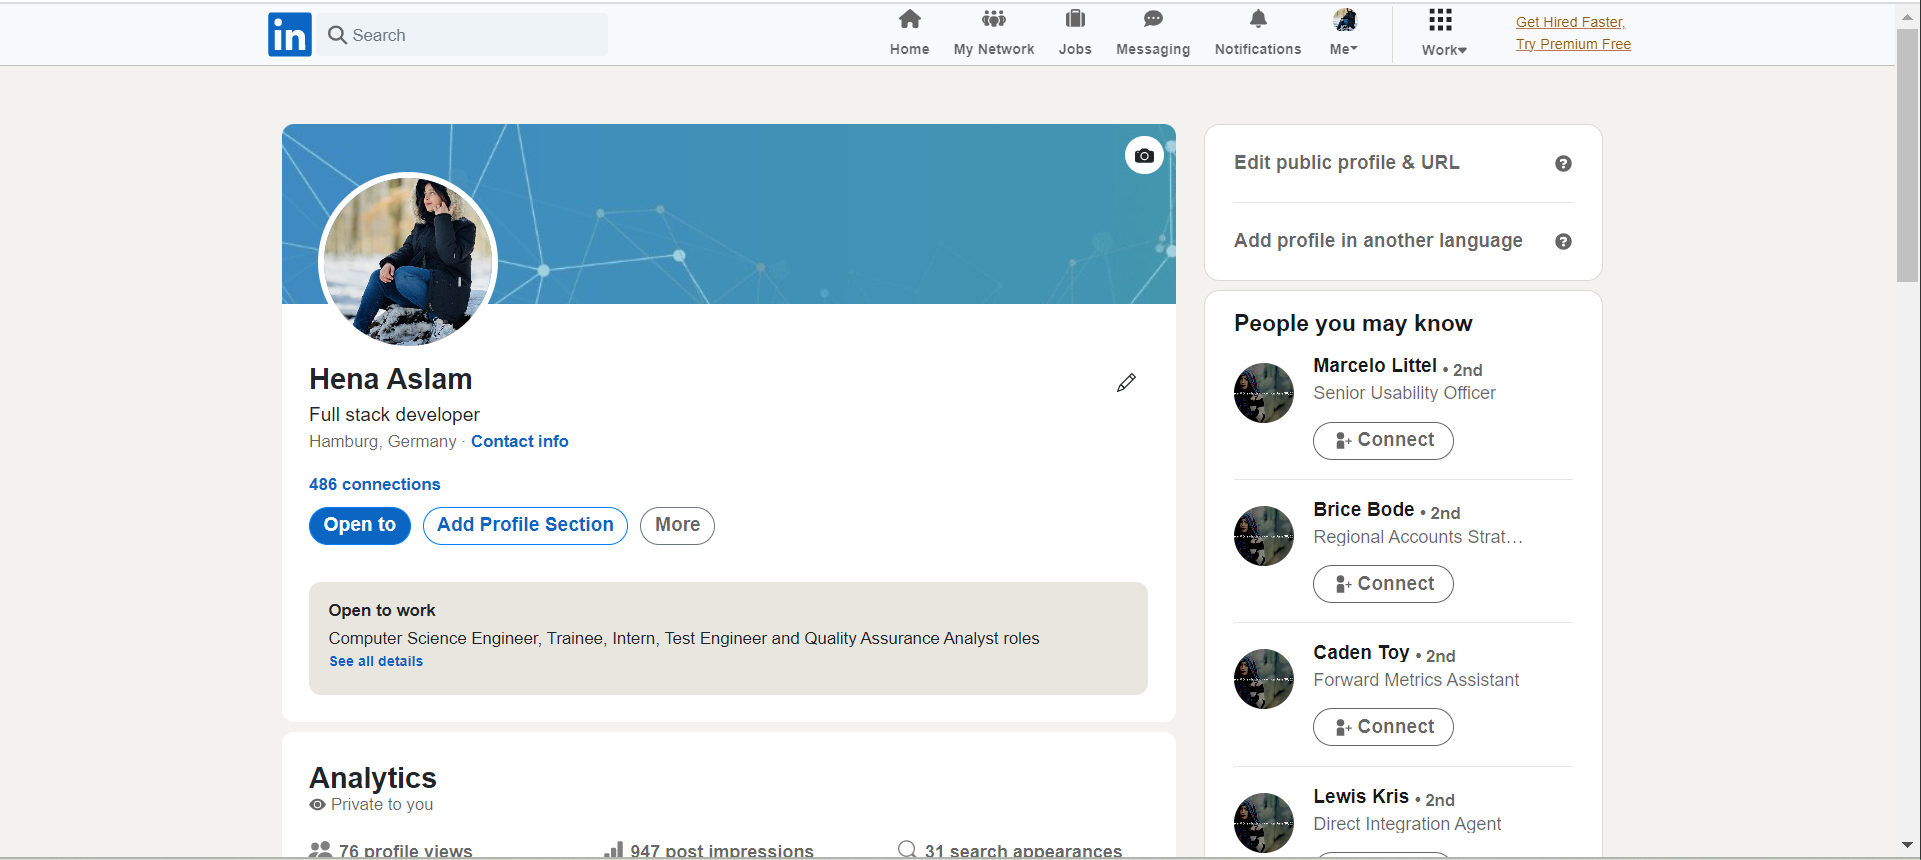 in
Search
Home
My Network
Jobs
Messaging
Notifications
Me
Work
Get Hired Faster,
Try Premium Free
Hena Aslam
Full stack developer
Hamburg, Germany · Contact info
486 connections
Open to
Add Profile Section
More
Open to work
Computer Science Engineer, Trainee, Intern, Test Engineer and Quality Assurance Analyst roles
See all details
Analytics
Private to you
76 profile views
947 post impressions
31 search appearances
Edit public profile & URL
Add profile in another language
People you may know
Marcelo Littel • 2nd
Senior Usability Officer
Connect
Brice Bode • 2nd
Regional Accounts Strat...
Connect
Caden Toy • 2nd
Forward Metrics Assistant
Connect
Lewis Kris • 2nd
Direct Integration Agent